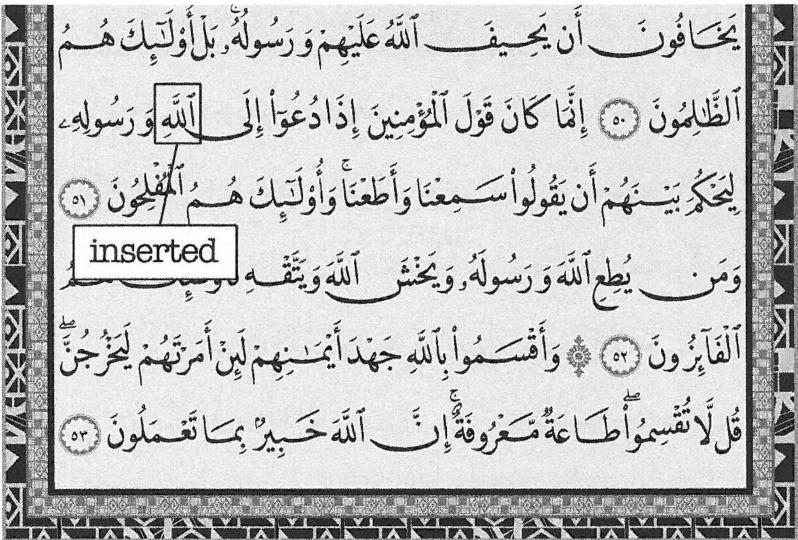 يَخَافُونَ أَن يَحِيفَ ٱللَّهُ عَلَيْهِمْ وَرَسُولُهُۥۚ بَلْ أُو۟لَـٰٓئِكَ هُمُ
ٱلظَّـٰلِمُونَ ٥٠ إِنَّمَا كَانَ قَوْلَ ٱلْمُؤْمِنِينَ إِذَا دُعُوٓا۟ إِلَى ٱللَّهِ وَرَسُولِهِۦ
لِيَحْكُمَ بَيْنَهُمْ أَن يَقُولُوا۟ سَمِعْنَا وَأَطَعْنَاۚ وَأُو۟لَـٰٓئِكَ هُمُ ٱلْمُفْلِحُونَ ٥١
inserted
وَمَن يُطِعِ ٱللَّهَ وَرَسُولَهُۥ وَيَخْشَ ٱللَّهَ وَيَتَّقْهِ
ٱلْفَآئِزُونَ ٥٢ ۞ وَأَقْسَمُوا۟ بِٱللَّهِ جَهْدَ أَيْمَـٰنِهِمْ لَئِنْ أَمَرْتَهُمْ لَيَخْرُجُنَّۖ
قُل لَّا تُقْسِمُوا۟ۖ طَاعَةٌ مَّعْرُوفَةٌۚ إِنَّ ٱللَّهَ خَبِيرٌۢ بِمَا تَعْمَلُونَ ٥٣